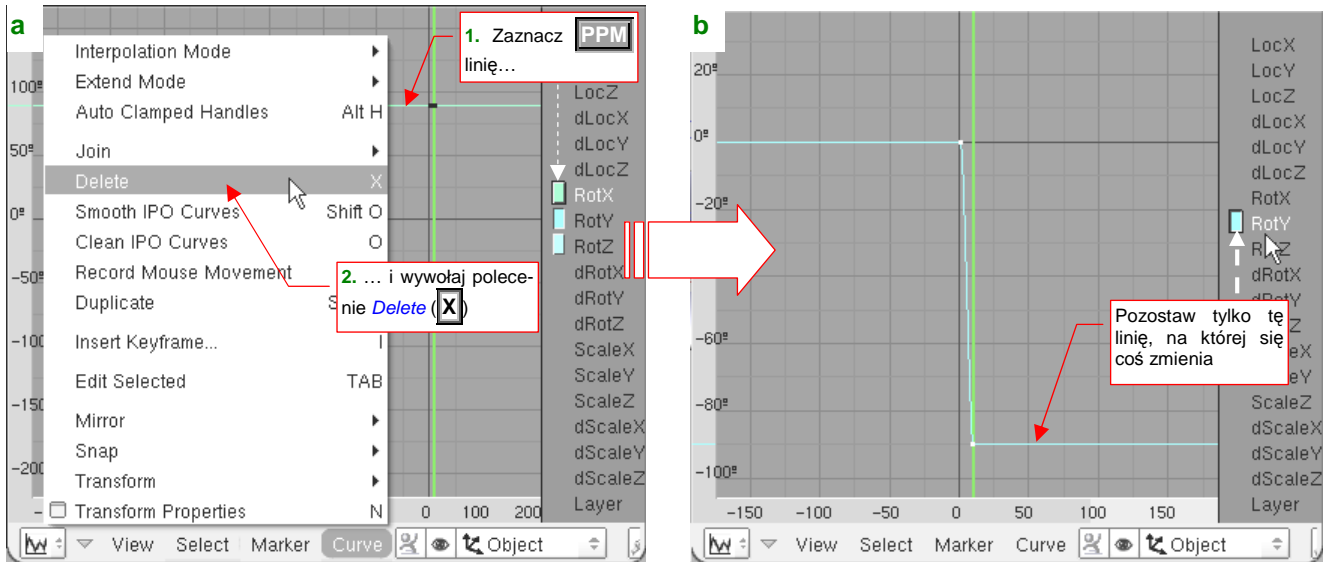 a
Interpolation Mode
Extend Mode
Auto Clamped Handles Alt H
Join
Delete X
Smooth IPO Curves Shift O
Clean IPO Curves O
Record Mouse Movement
Duplicate
Insert Keyframe... I
Edit Selected TAB
Mirror
Snap
Transform
Transform Properties N
1. Zaznacz PPM
linię…
2. … i wywołaj polece-
nie Delete (X)
100º
50º
0º
-50º
-100
-150
-200
0 100 200
LocZ
dLocX
dLocY
dLocZ
RotX
RotY
RotZ
dRotX
dRotY
dRotZ
ScaleX
ScaleY
ScaleZ
dScaleX
dScaleY
dScaleZ
Layer
View Select Marker Curve Object
b
20º
0º
-20º
-60º
-80º
-100º
-150 -100 -50 0 50 100 150
Pozostaw tylko tę
linię, na której się
coś zmienia
LocX
LocY
LocZ
dLocX
dLocY
dLocZ
RotX
RotY
dRotX
dRotY
ScaleZ
dScaleX
dScaleY
dScaleZ
Layer
View Select Marker Curve Object